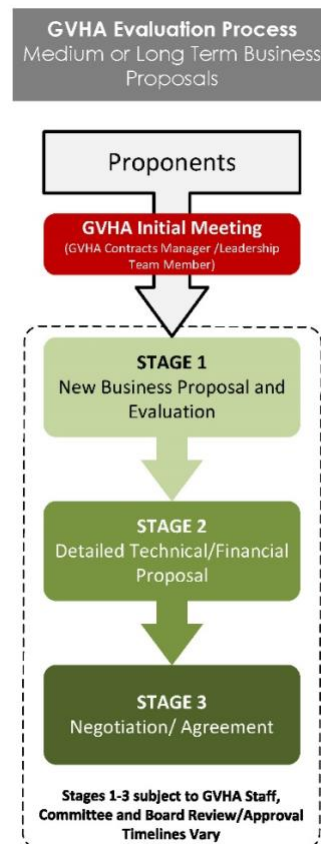 GVHA Evaluation Process
Medium or Long Term Business
Proposals
Proponents
GVHA Initial Meeting
(GVHA Contracts Manager /Leadership
Team Member)
STAGE 1
New Business Proposal and
Evaluation
STAGE 2
Detailed Technical/Financial
Proposal
STAGE 3
Negotiation/ Agreement
Stages 1-3 subject to GVHA Staff,
Committee and Board Review/Approval
Timelines Vary